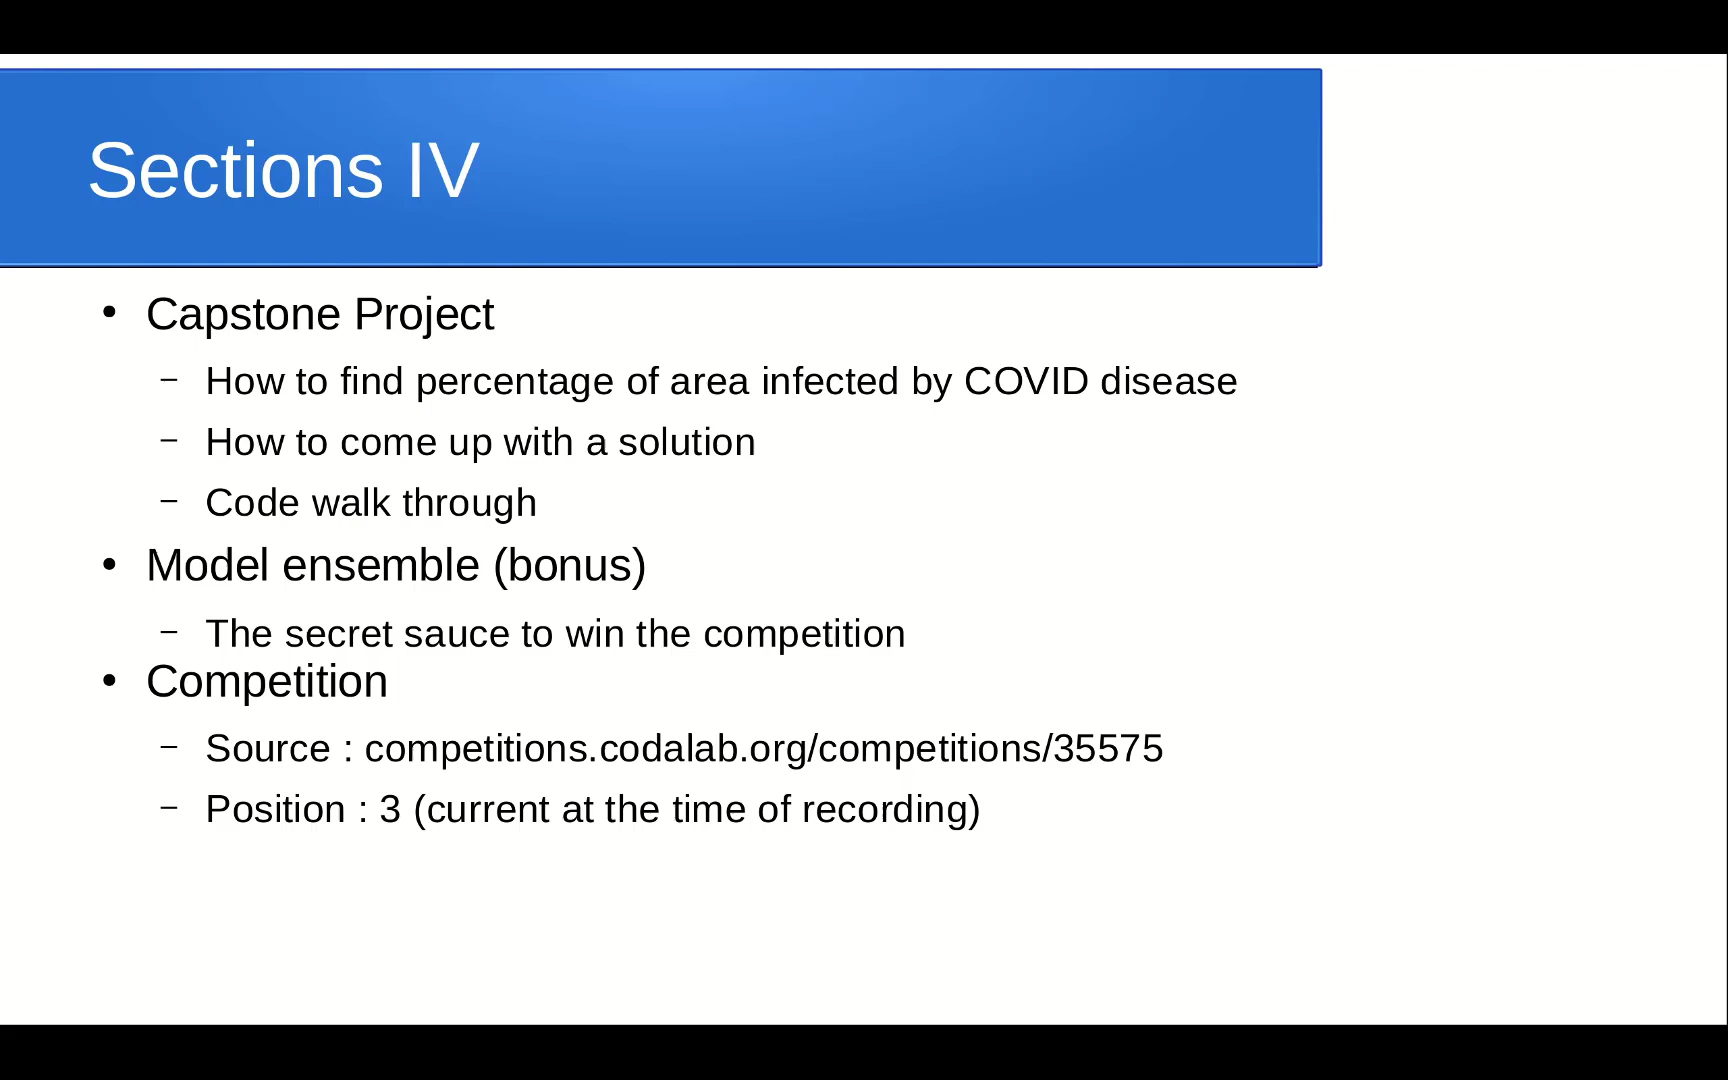 Sections IV
• Capstone Project
– How to find percentage of area infected by COVID disease
– How to come up with a solution
– Code walk through
• Model ensemble (bonus)
– The secret sauce to win the competition
• Competition
– Source : competitions.codalab.org/competitions/35575
– Position : 3 (current at the time of recording)